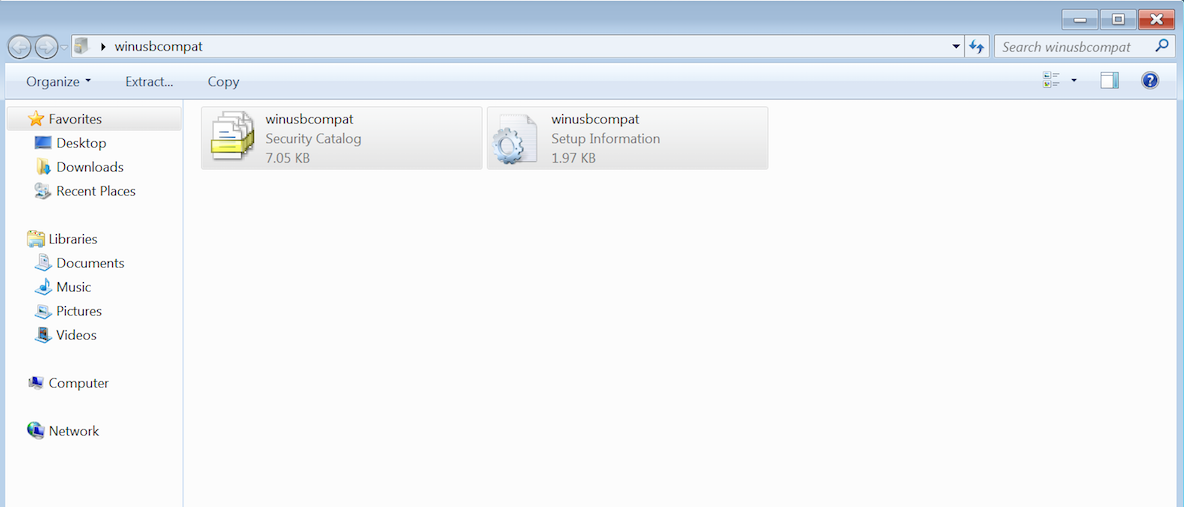 winusbcompat
Search winusbcompat
Organize Extract... Copy
Favorites
Desktop
Downloads
Recent Places
Libraries
Documents
Music
Pictures
Videos
Computer
Network
winusbcompat
Security Catalog
7.05 KB
winusbcompat
Setup Information
1.97 KB